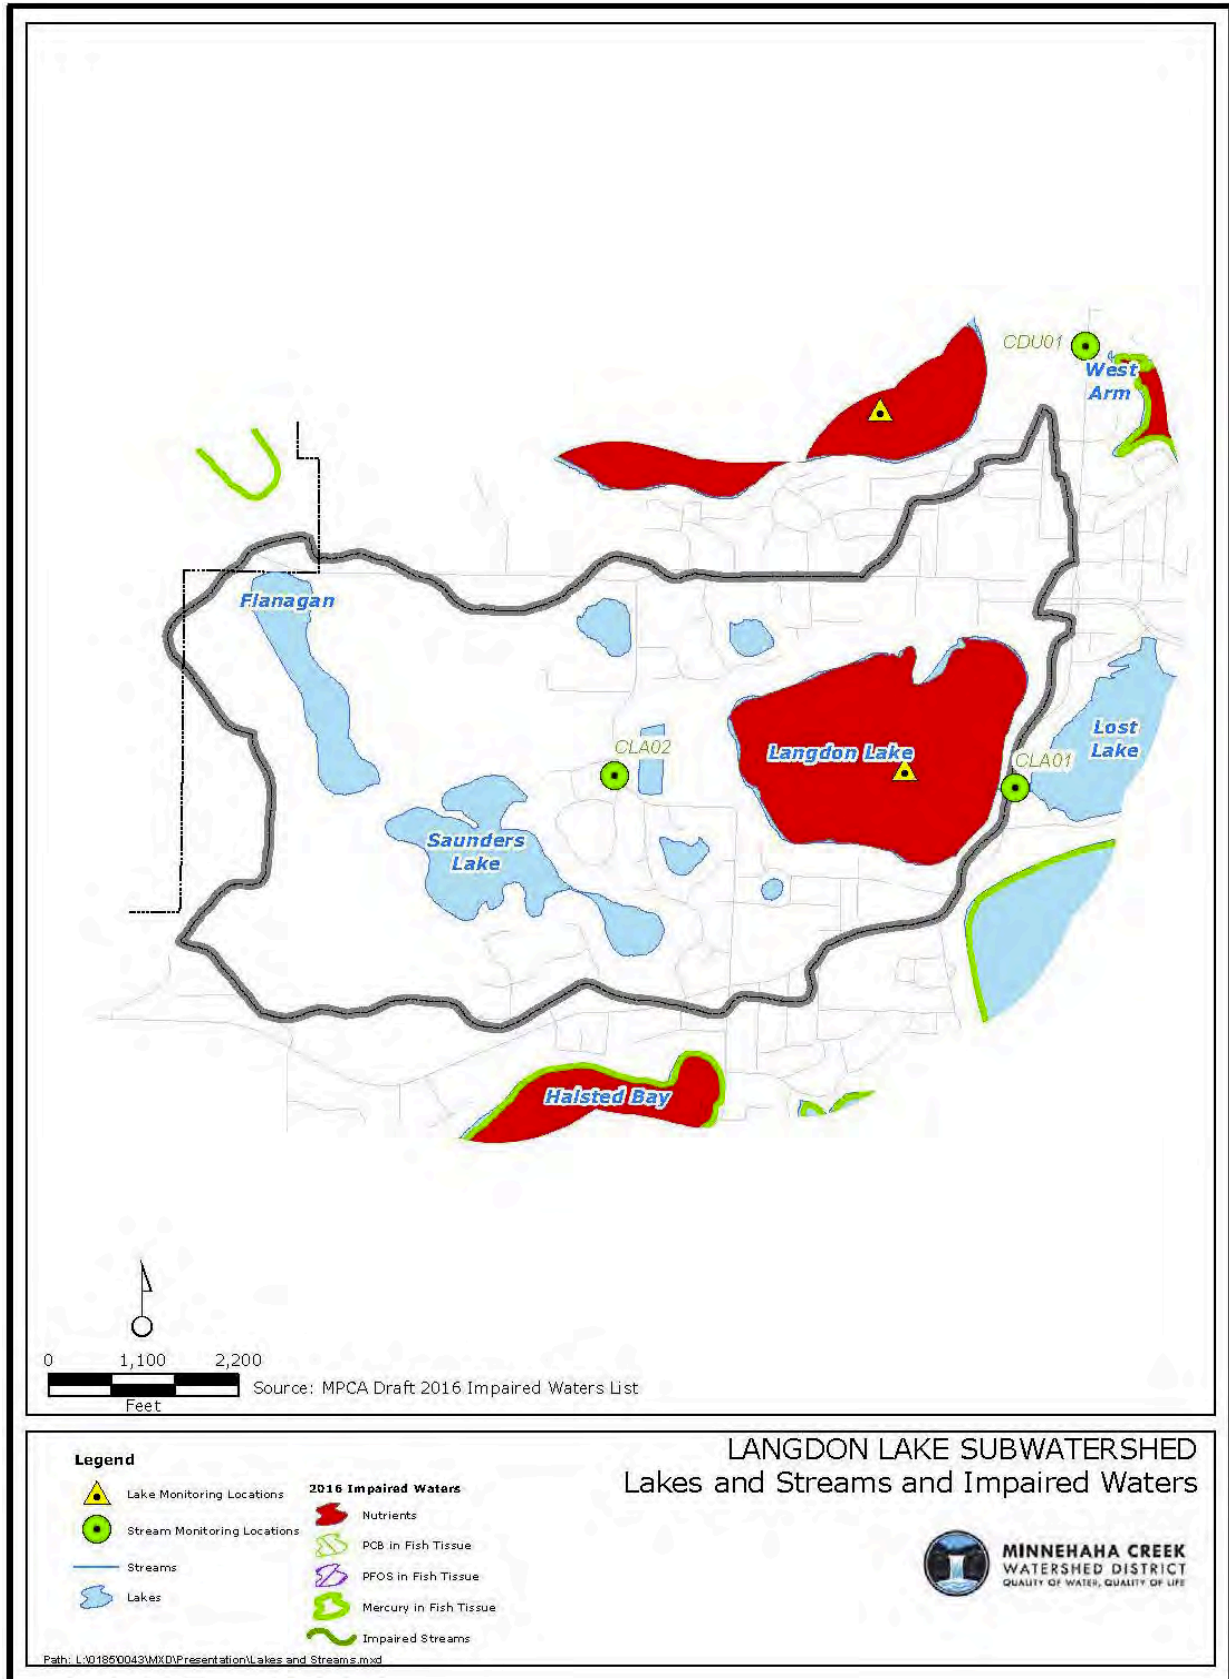 CDU01
West
Arm
Flanagan
CLA02
Langdon Lake
Lost
Lake
CLA01
Saunders
Lake
Halsted Bay
0 1,100 2,200
Feet
Source: MPCA Draft 2016 Impaired Waters List
LANGDON LAKE SUBWATERSHED
Lakes and Streams and Impaired Waters
Legend
Lake Monitoring Locations
Stream Monitoring Locations
Streams
Lakes
2016 Impaired Waters
Nutrients
PCB in Fish Tissue
PFOS in Fish Tissue
Mercury in Fish Tissue
Impaired Streams
MINNEHAHA CREEK
WATERSHED DISTRICT
QUALITY OF WATER, QUALITY OF LIFE
Path: L:\0185\0043\MXD\Presentation\Lakes and Streams.mxd